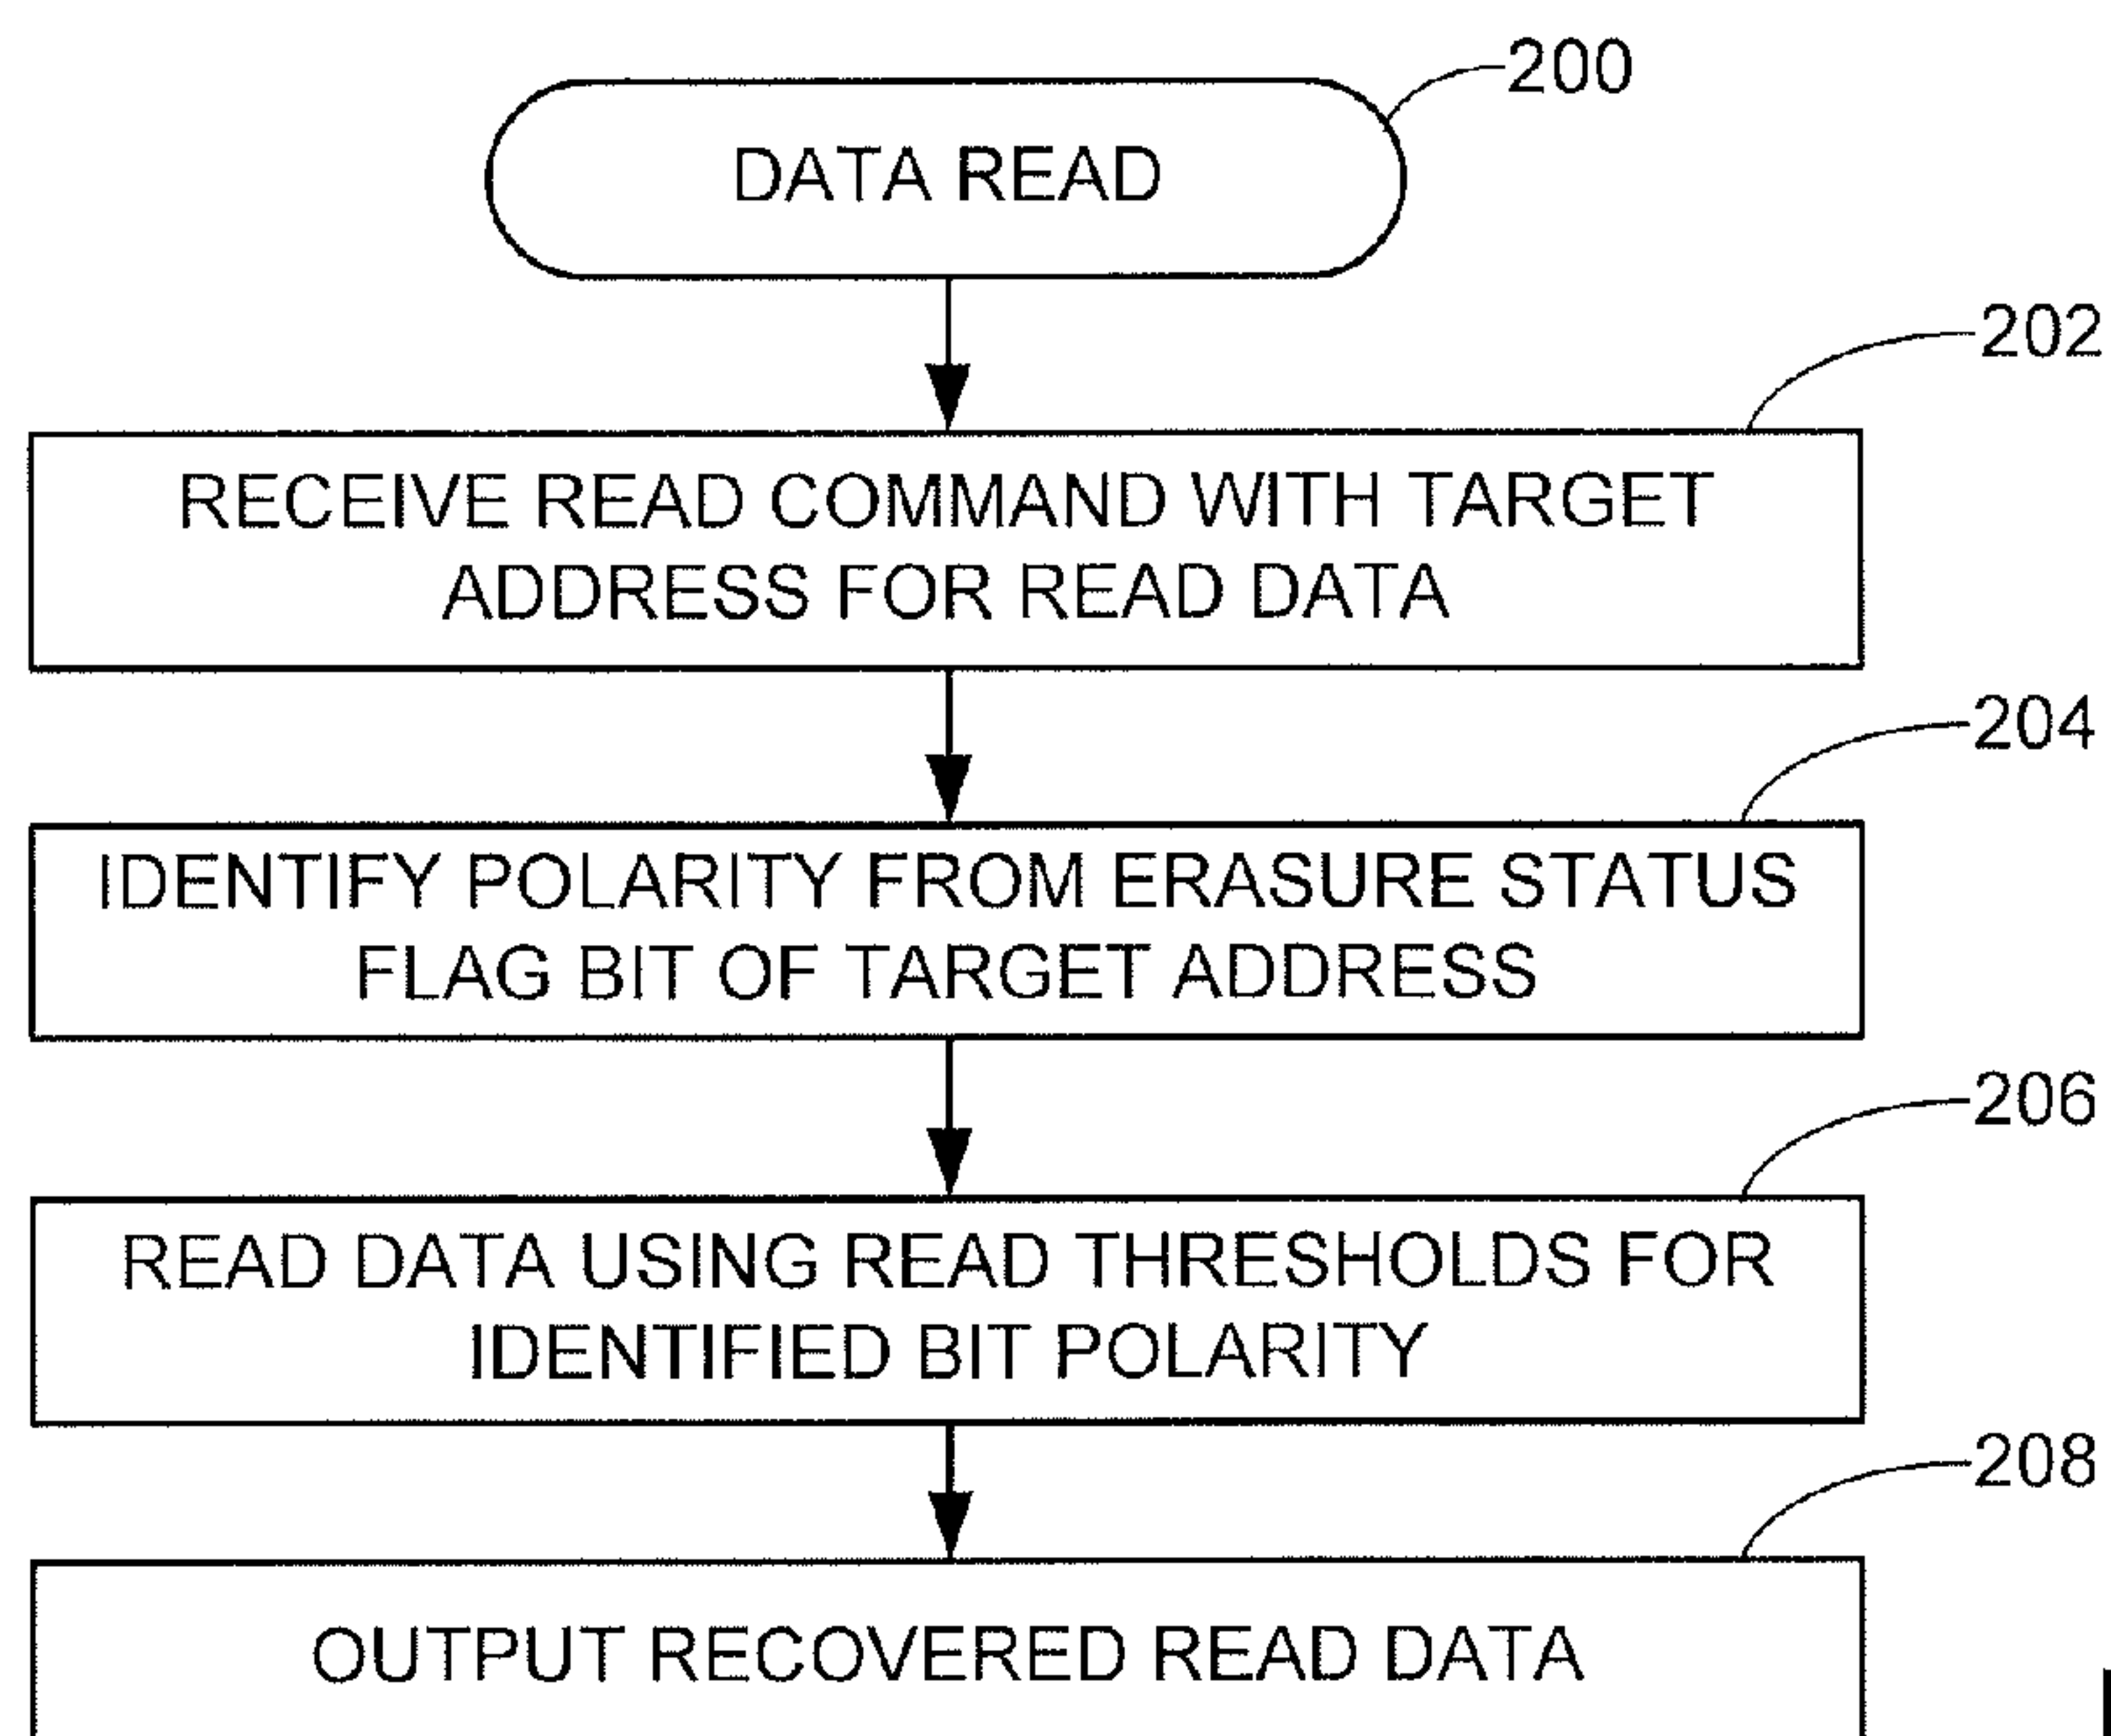 200
DATA READ
202
RECEIVE READ COMMAND WITH TARGET
ADDRESS FOR READ DATA
204
IDENTIFY POLARITY FROM ERASURE STATUS
FLAG BIT OF TARGET ADDRESS
206
READ DATA USING READ THRESHOLDS FOR
IDENTIFIED BIT POLARITY
208
OUTPUT RECOVERED READ DATA